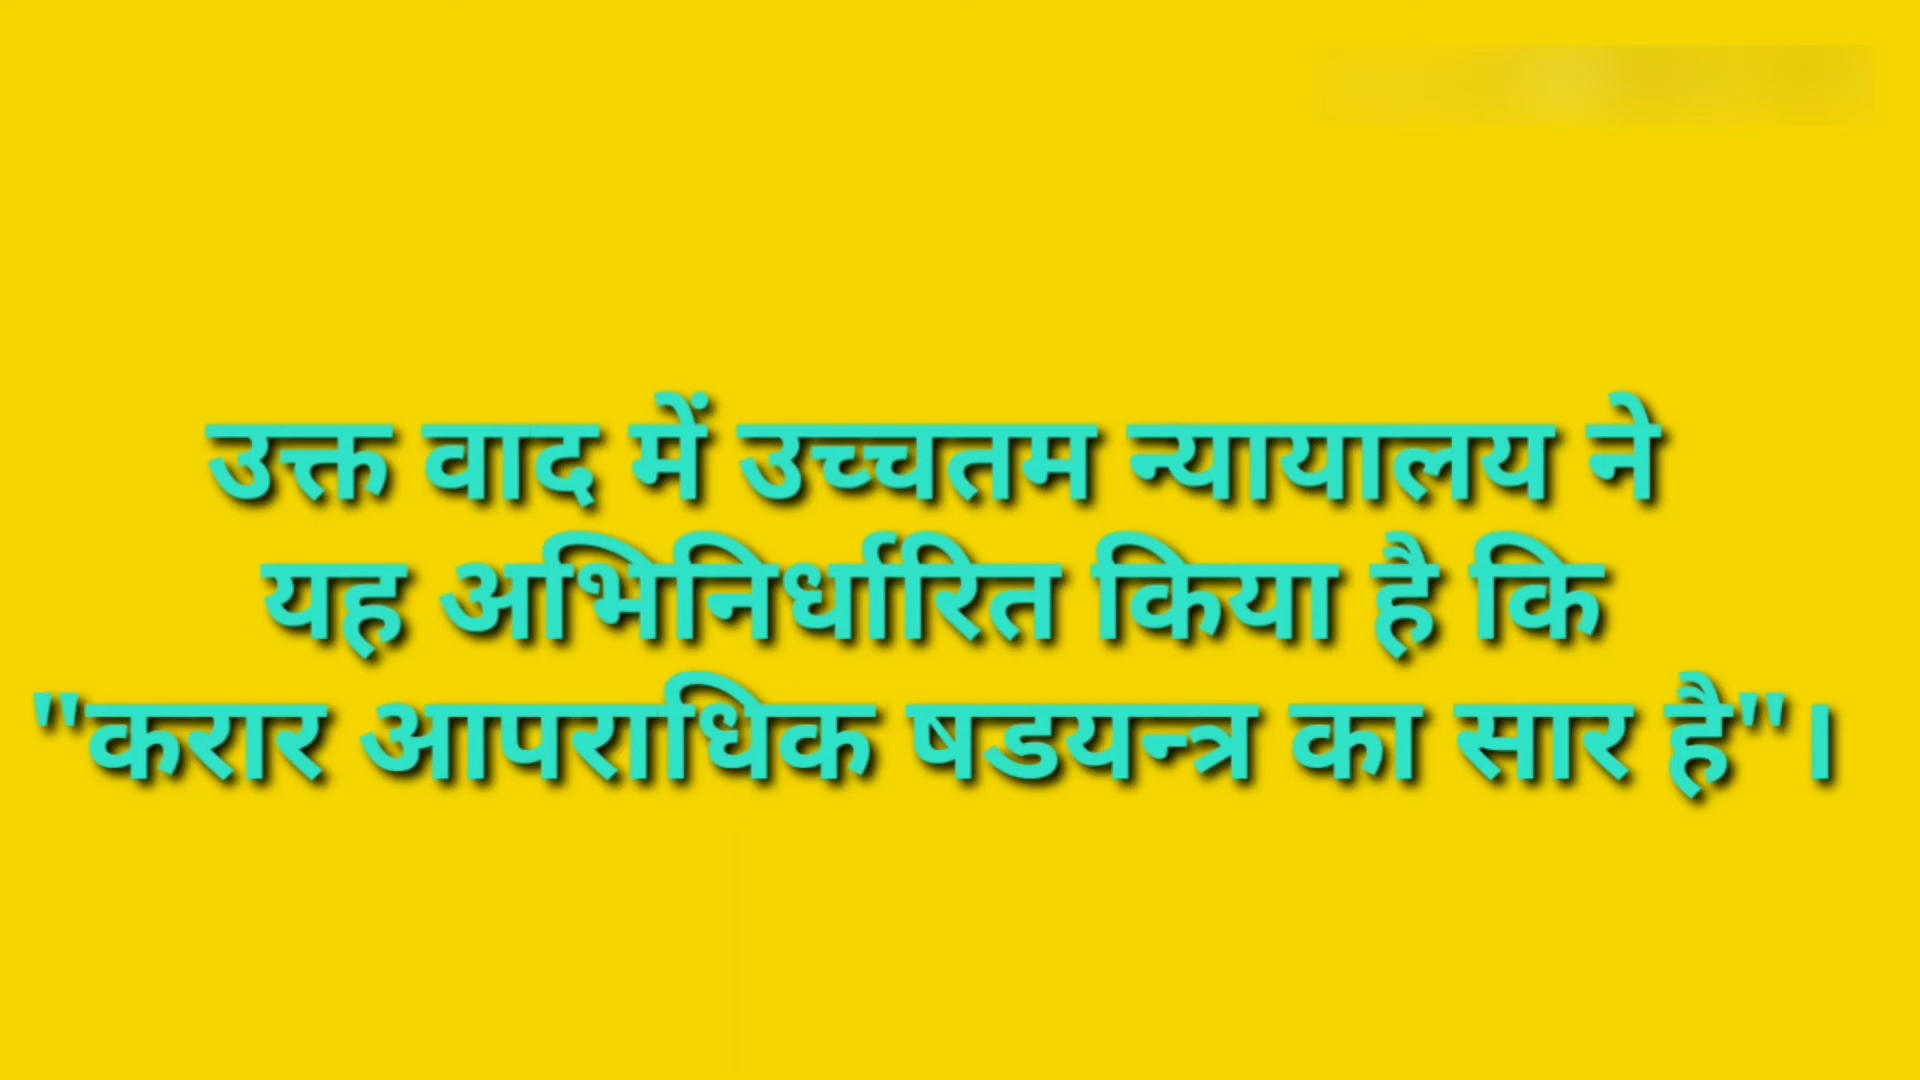 उक्त वाद में उच्चतम न्यायालय ने
यह अभिनिर्धारित किया है कि
"करार आपराधिक षडयन्त्र का सार है"।